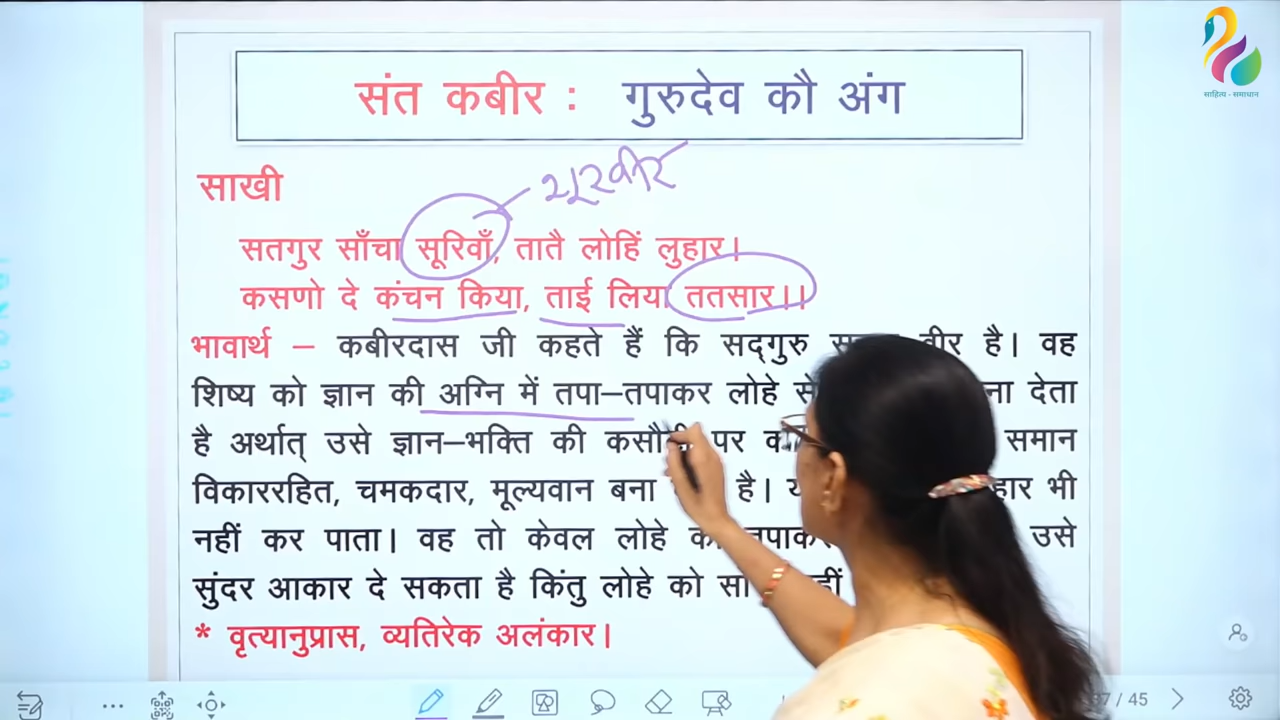 साहित्य - समाधान
संत कबीर : गुरुदेव कौ अंग
शूरवीर
साखी
सतगुर साँचा सूरिवाँ, तातै लोहिं लुहार।
कसणो दे कंचन किया, ताई लिया ततसार।।
भावार्थ – कबीरदास जी कहते हैं कि सद्गुरु वीर है। वह
शिष्य को ज्ञान की अग्नि में तपा–तपाकर लोहे से देता
है अर्थात् उसे ज्ञान–भक्ति की कसौटी पर समान
विकाररहित, चमकदार, मूल्यवान बना है। भी
नहीं कर पाता। वह तो केवल लोहे को तपाकर उसे
सुंदर आकार दे सकता है किंतु लोहे को
* वृत्यानुप्रास, व्यतिरेक अलंकार।
37 / 45